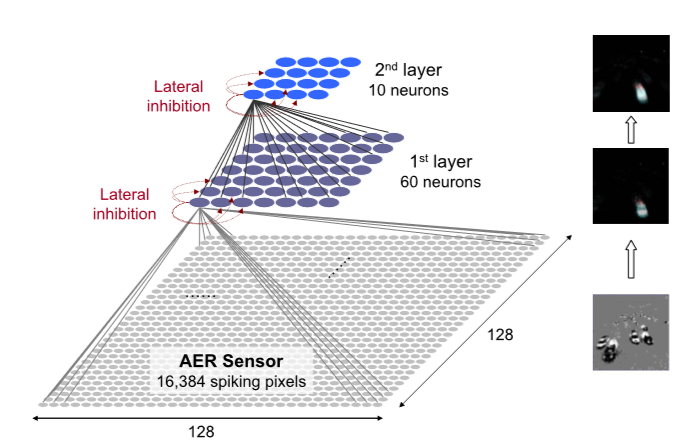 2nd layer
10 neurons
Lateral
inhibition
1st layer
60 neurons
Lateral
inhibition
128
AER Sensor
16,384 spiking pixels
128